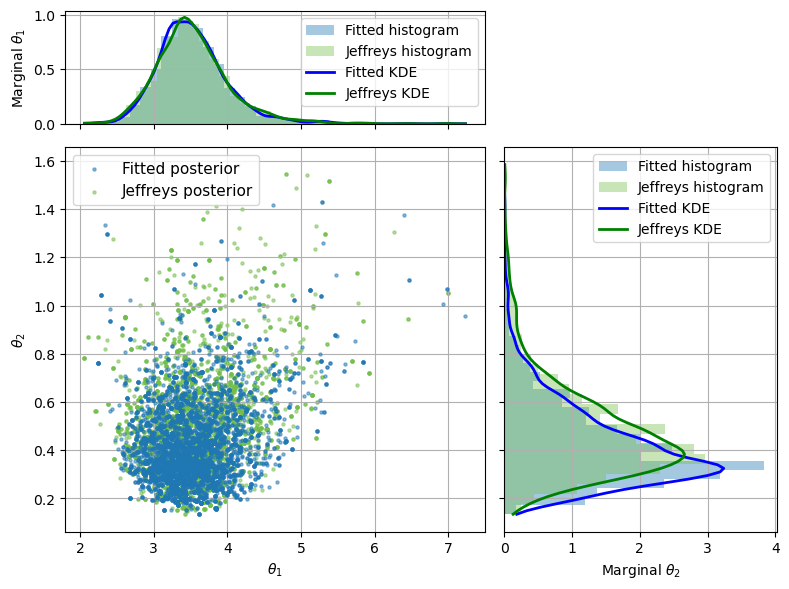 Marginal θ₁
1.0
0.5
0.0
Fitted histogram
Jeffreys histogram
Fitted KDE
Jeffreys KDE
θ₂
1.6
1.4
1.2
1.0
0.8
0.6
0.4
0.2
Fitted posterior
Jeffreys posterior
2 3 4 5 6 7
θ₁
Fitted histogram
Jeffreys histogram
Fitted KDE
Jeffreys KDE
0 1 2 3 4
Marginal θ₂